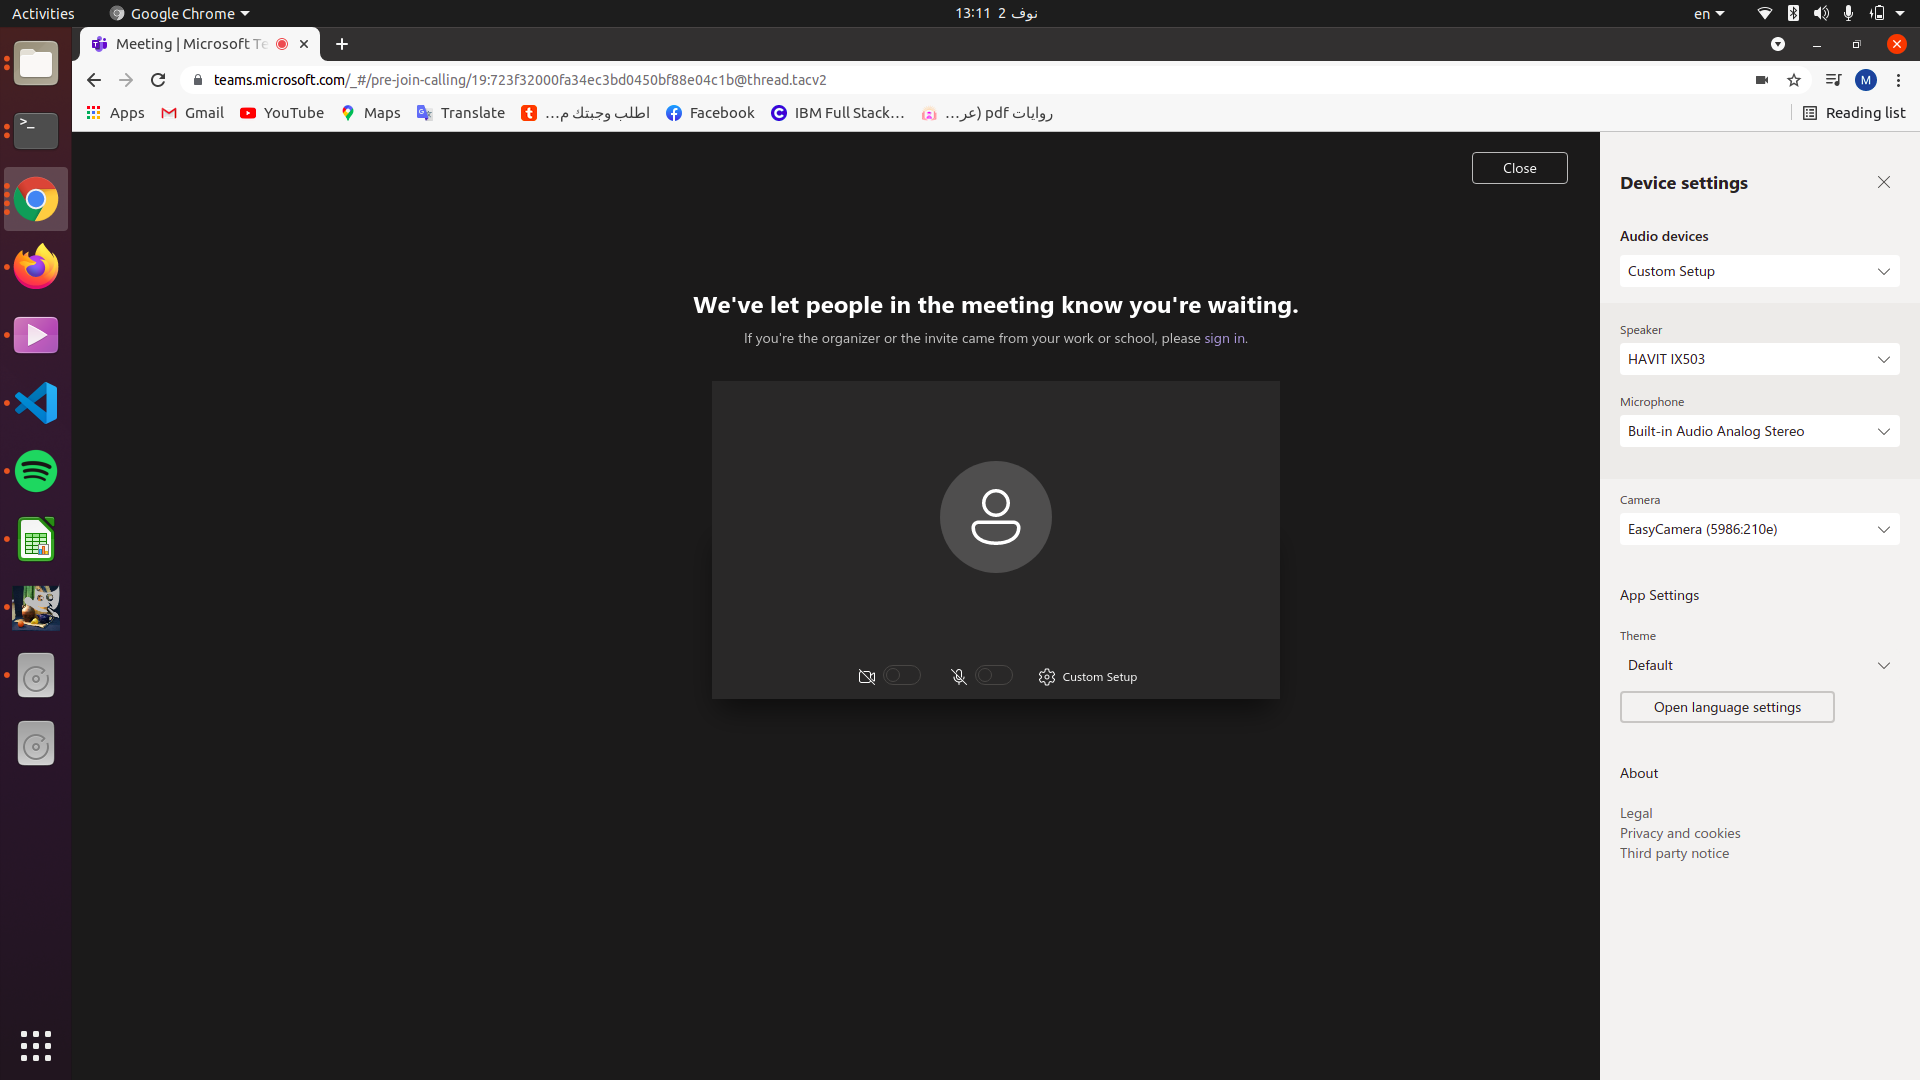 Activities
Google Chrome
13:11 2 نوف
en
Meeting | Microsoft Te
teams.microsoft.com/_#/pre-join-calling/19:723f32000fa34ec3bd0450bf88e04c1b@thread.tacv2
M
Apps
Gmail
YouTube
Maps
Translate
اطلب وجبتك م...
Facebook
IBM Full Stack...
روايات pdf (عر...
Reading list
Close
We've let people in the meeting know you're waiting.
If you're the organizer or the invite came from your work or school, please sign in.
Custom Setup
Device settings
Audio devices
Custom Setup
Speaker
HAVIT IX503
Microphone
Built-in Audio Analog Stereo
Camera
EasyCamera (5986:210e)
App Settings
Theme
Default
Open language settings
About
Legal
Privacy and cookies
Third party notice